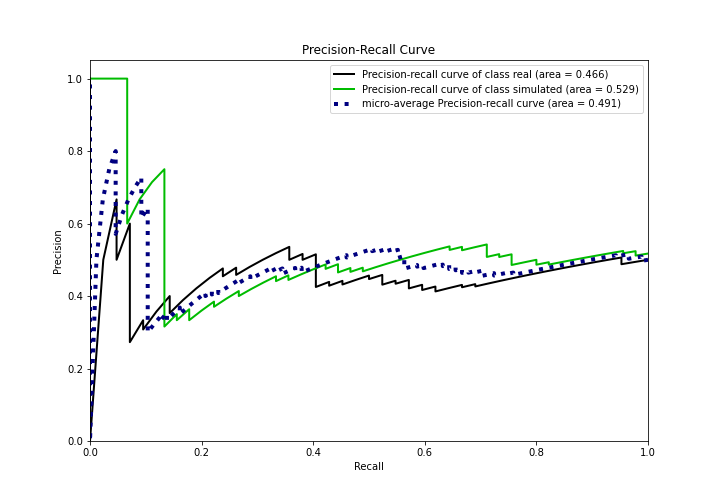 Precision-Recall Curve
Precision-recall curve of class real (area = 0.466)
Precision-recall curve of class simulated (area = 0.529)
micro-average Precision-recall curve (area = 0.491)
Precision
1.0
0.8
0.6
0.4
0.2
0.0
0.0 0.2 0.4 0.6 0.8 1.0
Recall